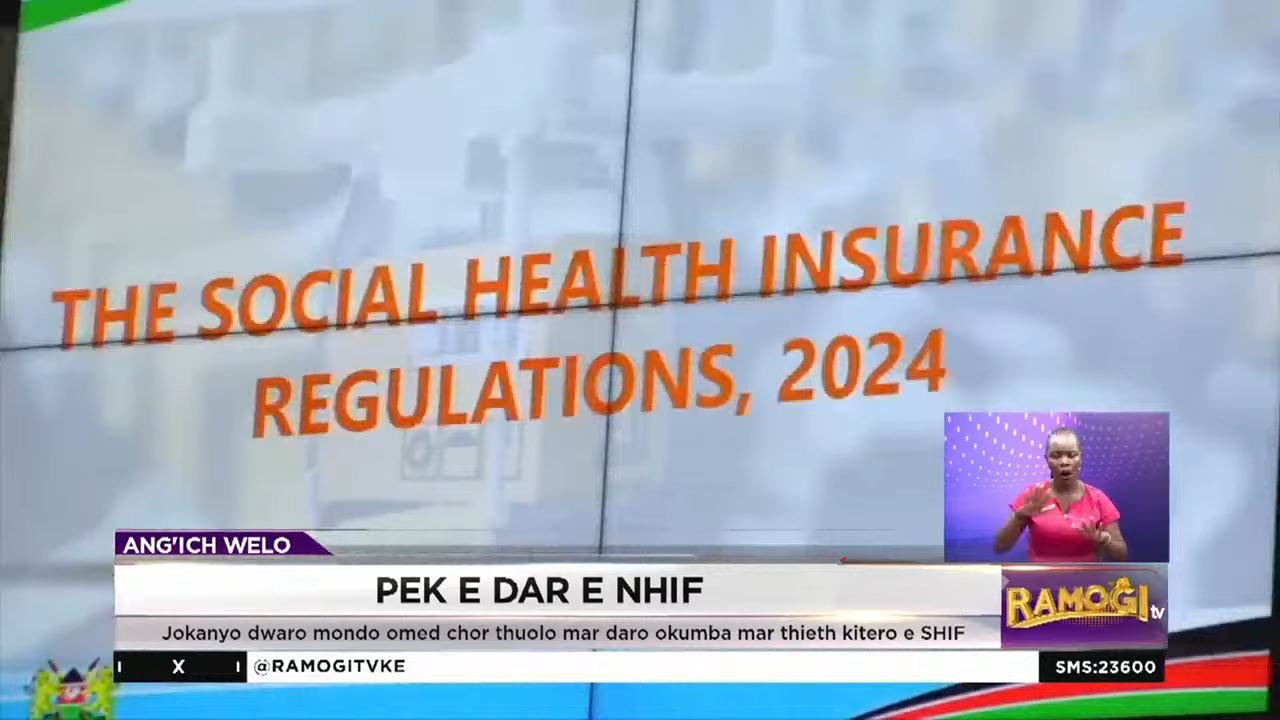 THE SOCIAL HEALTH INSURANCE
REGULATIONS, 2024
ANG'ICH WELO
PEK E DAR E NHIF
RAMOGI tv
Jokanyo dwaro mondo omed chor thuolo mar daro okumba mar thieth kitero e SHIF
X
@RAMOGITVKE
SMS:23600